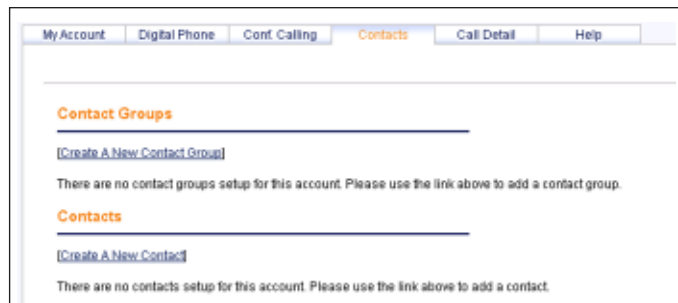 My Account Digital Phone Conf. Calling Contacts Call Detail Help
Contact Groups
[Create A New Contact Group]
There are no contact groups setup for this account. Please use the link above to add a contact group.
Contacts
[Create A New Contact]
There are no contacts setup for this account. Please use the link above to add a contact.